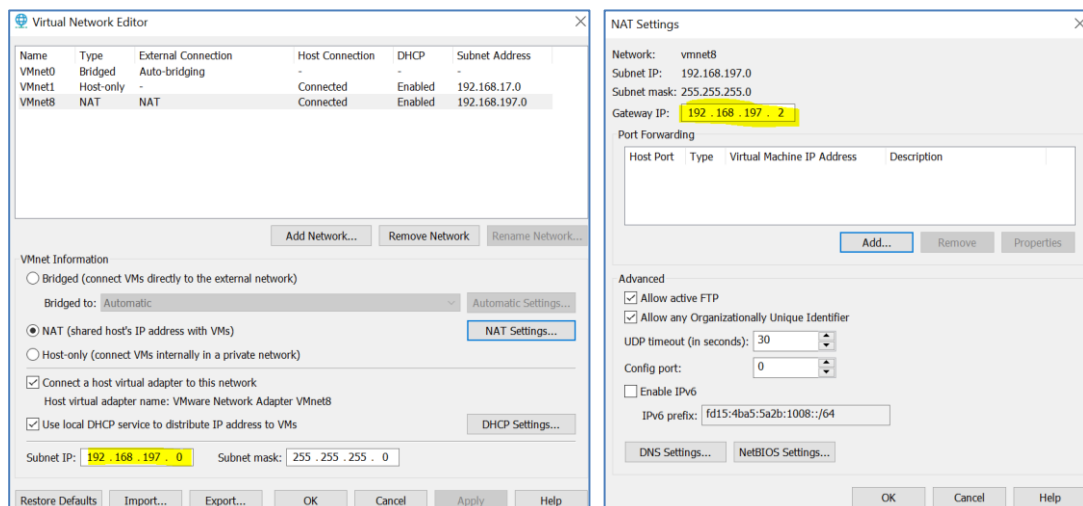 Virtual Network Editor
Name Type External Connection Host Connection DHCP Subnet Address
VMnet0 Bridged Auto-bridging - - -
VMnet1 Host-only - Connected Enabled 192.168.17.0
VMnet8 NAT NAT Connected Enabled 192.168.197.0
Add Network... Remove Network Rename Network...
VMnet Information
Bridged (connect VMs directly to the external network)
Bridged to: Automatic Automatic Settings...
NAT (shared host's IP address with VMs) NAT Settings...
Host-only (connect VMs internally in a private network)
Connect a host virtual adapter to this network
Host virtual adapter name: VMware Network Adapter VMnet8
Use local DHCP service to distribute IP address to VMs DHCP Settings...
Subnet IP: 192 . 168 . 197 . 0 Subnet mask: 255 . 255 . 255 . 0
Restore Defaults Import... Export... OK Cancel Apply Help
NAT Settings
Network: vmnet8
Subnet IP: 192.168.197.0
Subnet mask: 255.255.255.0
Gateway IP: 192 . 168 . 197 . 2
Port Forwarding
Host Port Type Virtual Machine IP Address Description
Add... Remove Properties
Advanced
Allow active FTP
Allow any Organizationally Unique Identifier
UDP timeout (in seconds): 30
Config port: 0
Enable IPv6
IPv6 prefix: fd15:4ba5:5a2b:1008::/64
DNS Settings... NetBIOS Settings...
OK Cancel Help